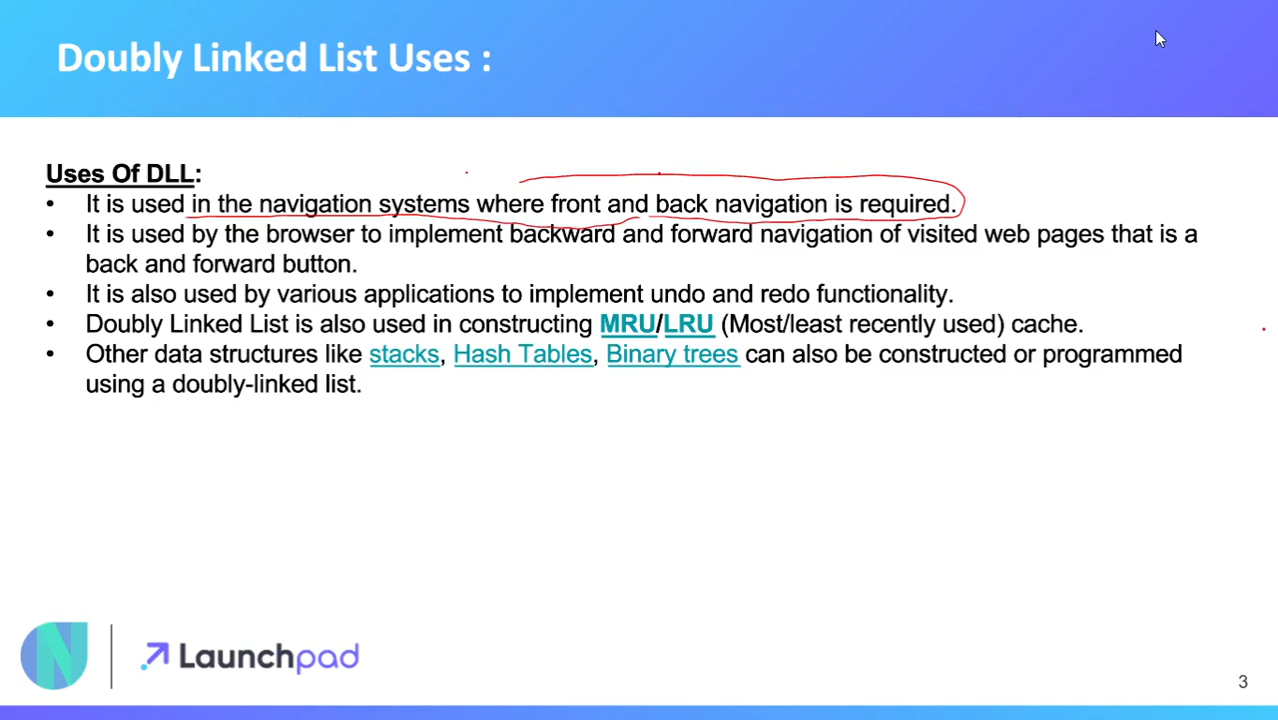 Doubly Linked List Uses :
Uses Of DLL:
• It is used in the navigation systems where front and back navigation is required.
• It is used by the browser to implement backward and forward navigation of visited web pages that is a
back and forward button.
• It is also used by various applications to implement undo and redo functionality.
• Doubly Linked List is also used in constructing MRU/LRU (Most/least recently used) cache.
• Other data structures like stacks, Hash Tables, Binary trees can also be constructed or programmed
using a doubly-linked list.
N
Launchpad
3